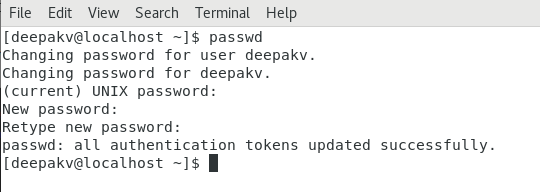 File Edit View Search Terminal Help
[deepakv@localhost ~]$ passwd
Changing password for user deepakv.
Changing password for deepakv.
(current) UNIX password:
New password:
Retype new password:
passwd: all authentication tokens updated successfully.
[deepakv@localhost ~]$